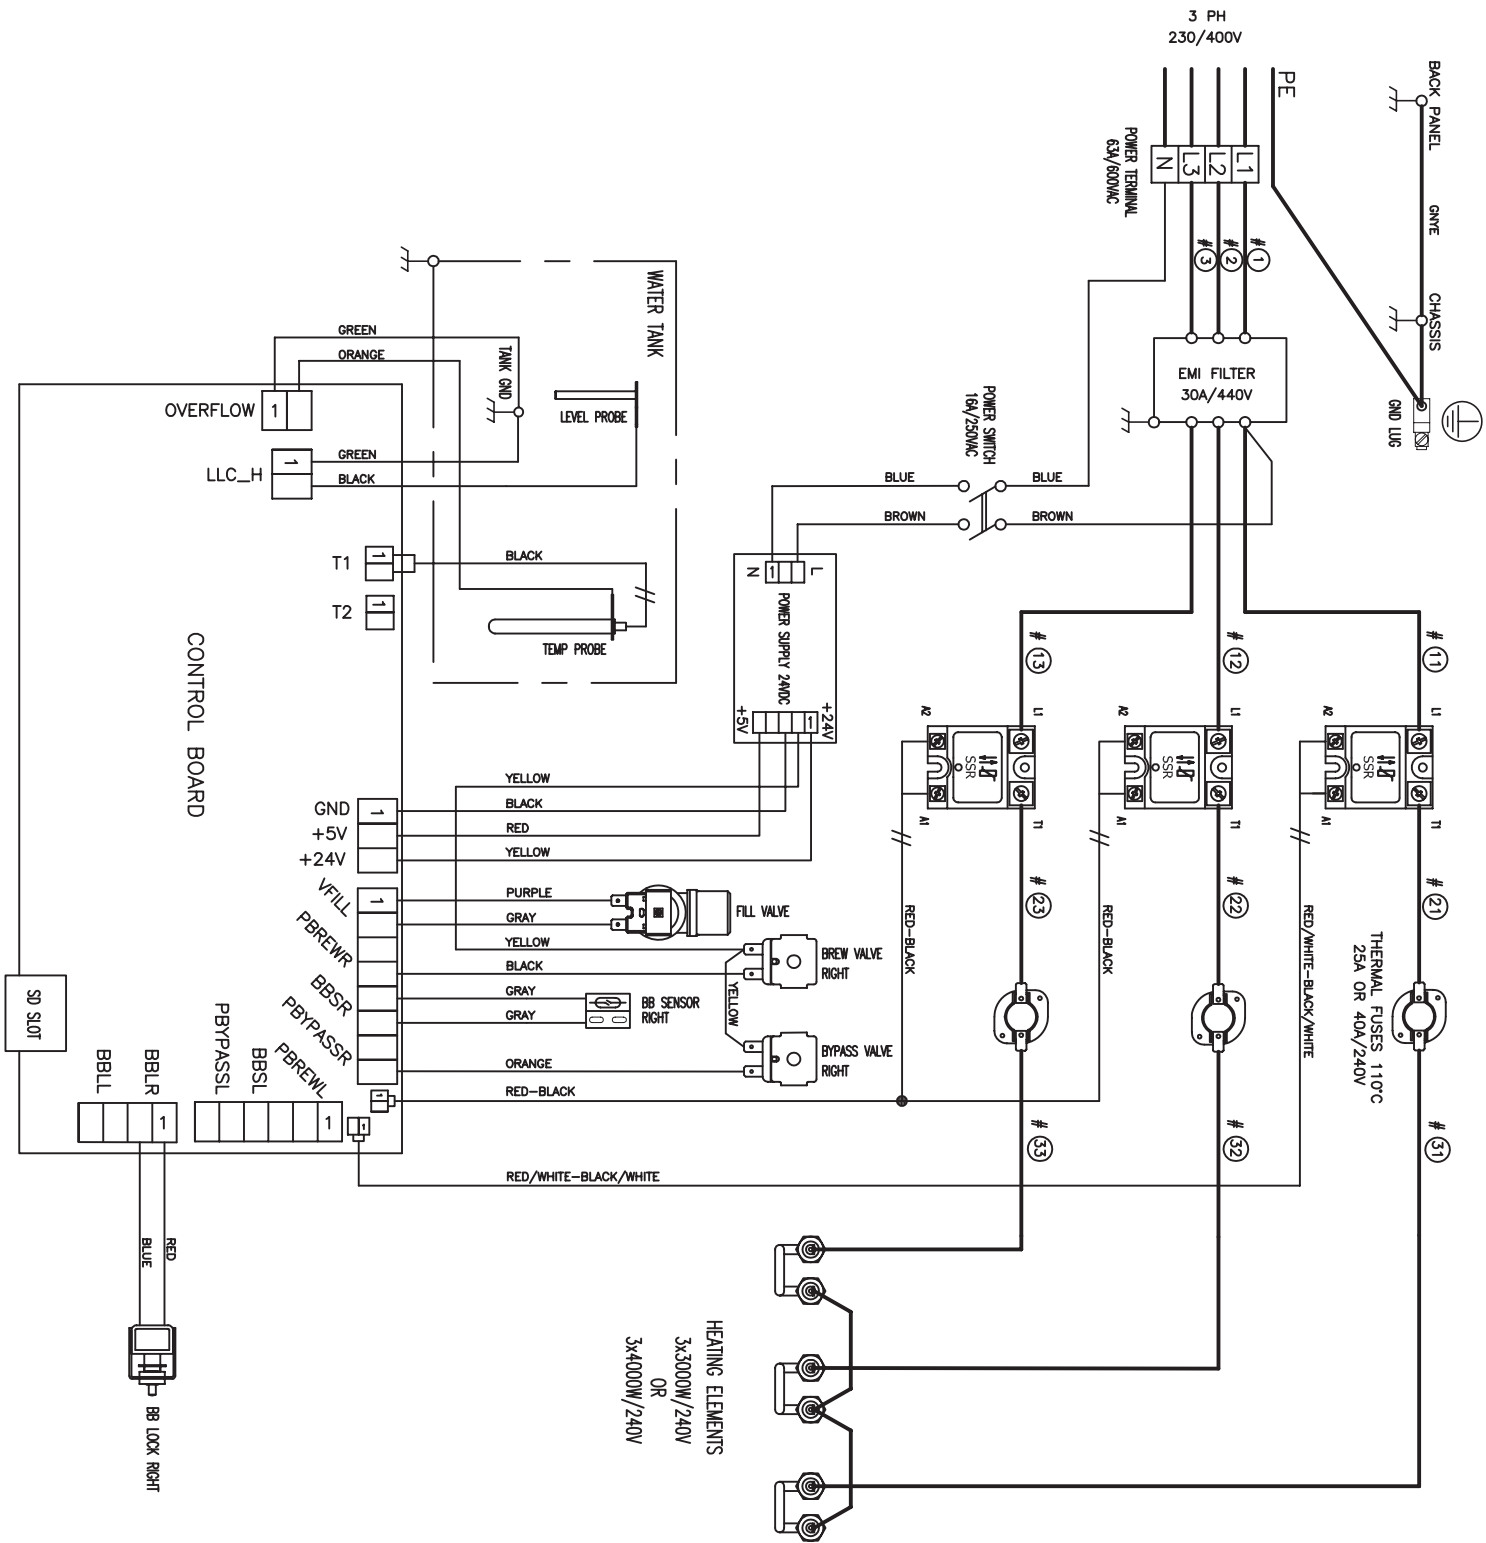 3 PH
230/400V
PE
BACK PANEL
GNYE
CHASSIS
GND LUG
POWER TERMINAL
63A/600VAC
N
L3
L2
L1
# 3
# 2
# 1
EMI FILTER
30A/440V
WATER TANK
GREEN
ORANGE
TANK GND
LEVEL PROBE
OVERFLOW
1
LLC_H
1
GREEN
BLACK
POWER SWITCH
16A/250VAC
BLUE
BLUE
BROWN
BROWN
T1
1
BLACK
T2
1
TEMP PROBE
N
1
L
POWER SUPPLY 24VDC
+5V
1
+24V
# 13
# 12
# 11
A2
L1
A2
L1
A2
L1
SSR
SSR
SSR
A1
T1
A1
T1
A1
T1
CONTROL BOARD
YELLOW
BLACK
RED
YELLOW
GND
1
+5V
+24V
VFILL
1
PBREWR
BBSR
PBYPASSR
PURPLE
GRAY
FILL VALVE
YELLOW
BLACK
BREW VALVE
RIGHT
GRAY
GRAY
BB SENSOR
RIGHT
YELLOW
ORANGE
BYPASS VALVE
RIGHT
RED-BLACK
RED-BLACK
RED-BLACK
RED/WHITE-BLACK/WHITE
# 23
# 22
# 21
THERMAL FUSES 110°C
25A OR 40A/240V
# 33
# 32
# 31
SD SLOT
BBLL
BBLR
1
PBYPASSL
BBSL
PBREWL
1
1
1
RED/WHITE-BLACK/WHITE
BLUE
RED
BB LOCK RIGHT
HEATING ELEMENTS
3x3000W/240V
OR
3x4000W/240V